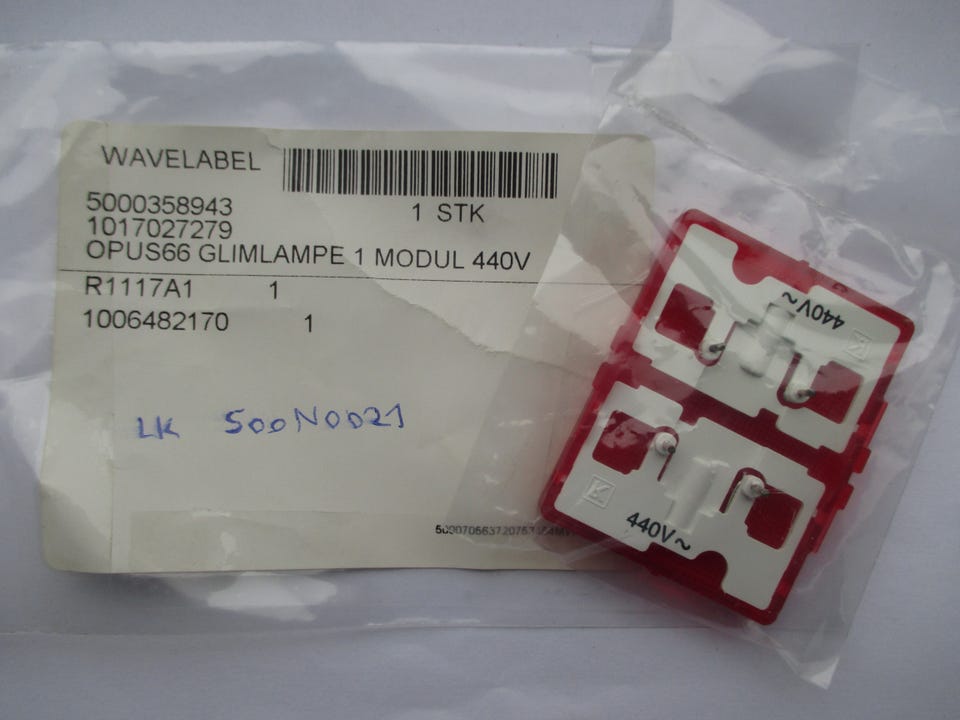 WAVELABEL
5000358943
1 STK
1017027279
OPUS66 GLIMLAMPE 1 MODUL 440V
R1117A1 1
1006482170 1
LK 500N0021
440V~
440V~